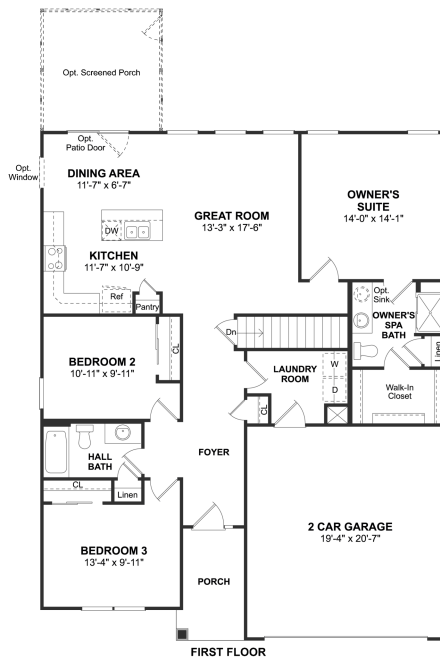 Opt. Screened Porch
Opt.
Patio Door
Opt.
Window
DINING AREA
11'-7" x 6'-7"
OWNER'S
SUITE
14'-0" x 14'-1"
GREAT ROOM
13'-3" x 17'-6"
DW
KITCHEN
11'-7" x 10'-9"
Ref
Pantry
Opt.
Sink
OWNER'S
SPA
BATH
Linen
Dn
CL
BEDROOM 2
10'-11" x 9'-11"
LAUNDRY
ROOM
W
D
Walk-In
Closet
CL
FOYER
HALL
BATH
CL
Linen
2 CAR GARAGE
19'-4" x 20'-7"
BEDROOM 3
13'-4" x 9'-11"
PORCH
FIRST FLOOR